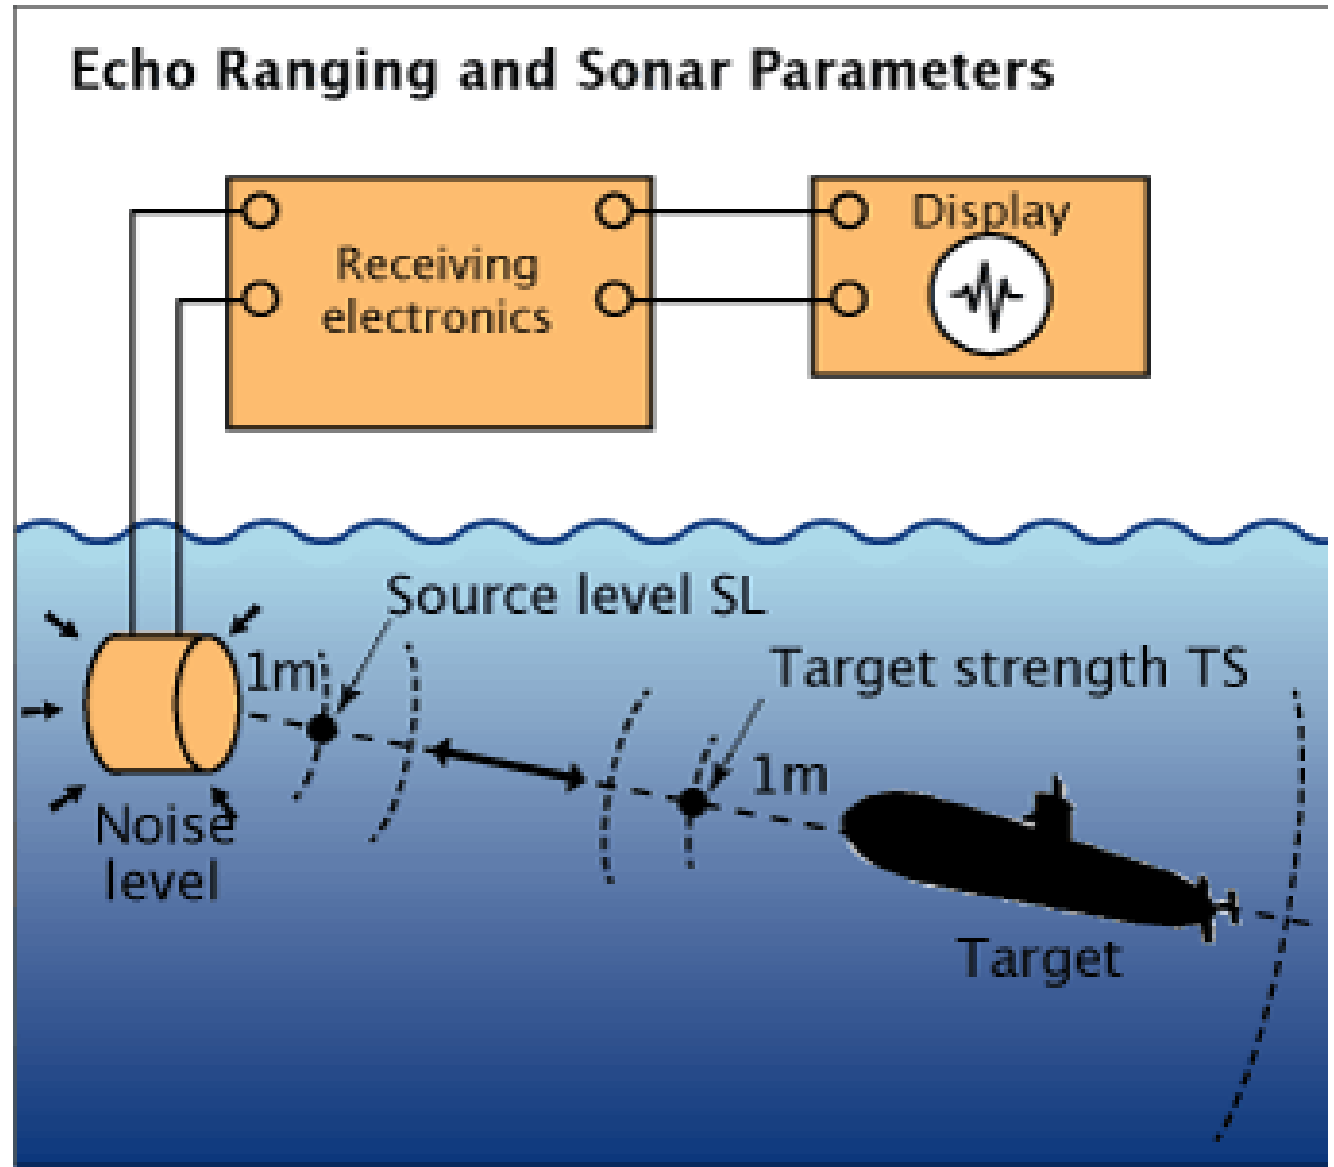 Echo Ranging and Sonar Parameters
Receiving
electronics
Display
Source level SL
1m
Target strength TS
1m
Noise
level
Target